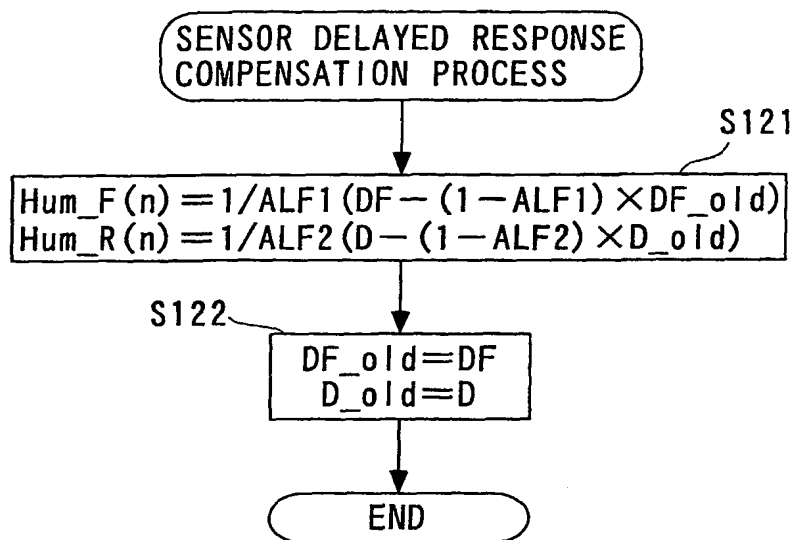 SENSOR DELAYED RESPONSE
COMPENSATION PROCESS
S121
Hum_F(n)=1/ALF1(DF-(1-ALF1)×DF_old)
Hum_R(n)=1/ALF2(D-(1-ALF2)×D_old)
S122
DF_old=DF
D_old=D
END